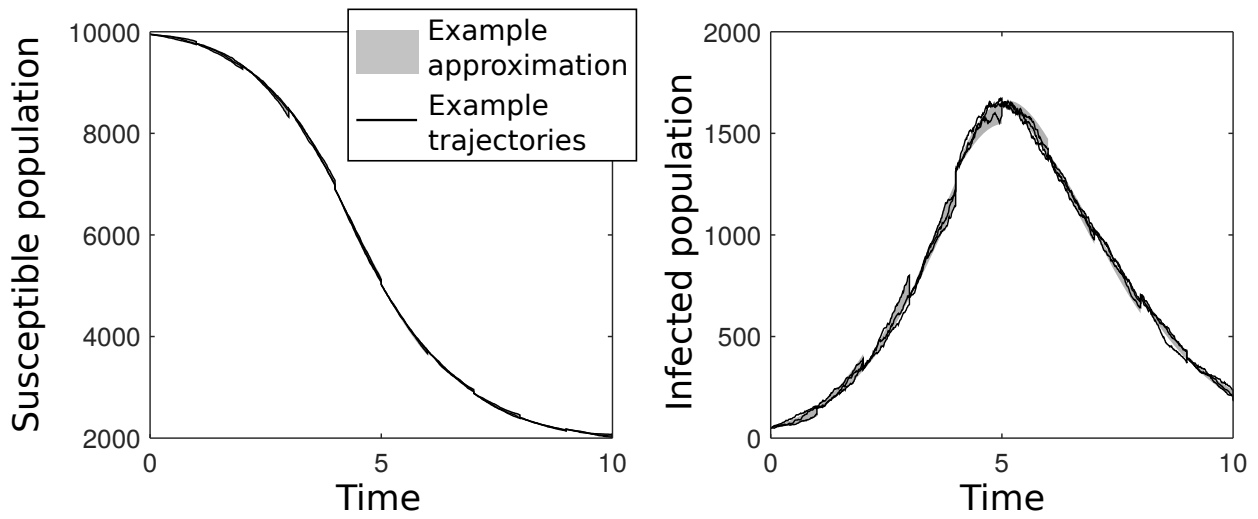 Susceptible population
10000
8000
6000
4000
2000
0
5
10
Time
Example
approximation
Example
trajectories
Infected population
2000
1500
1000
500
0
0
5
10
Time